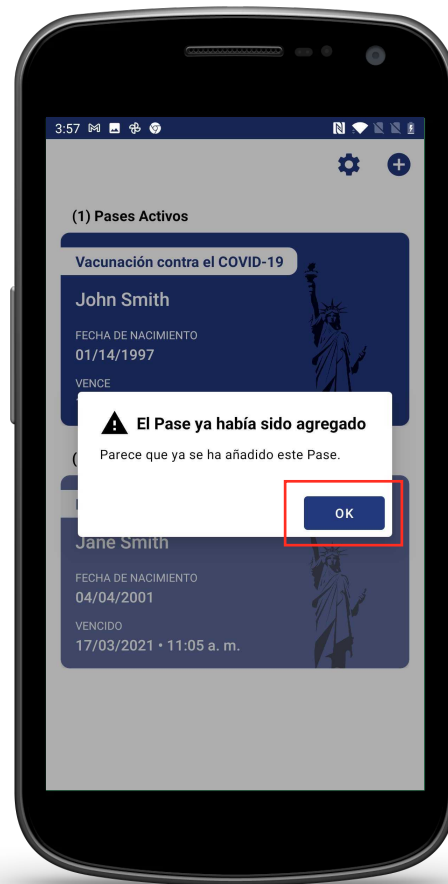 3:57
(1) Pases Activos
Vacunación contra el COVID-19
John Smith
FECHA DE NACIMIENTO
01/14/1997
VENCE
El Pase ya había sido agregado
Parece que ya se ha añadido este Pase.
OK
Jane Smith
FECHA DE NACIMIENTO
04/04/2001
VENCIDO
17/03/2021 • 11:05 a. m.